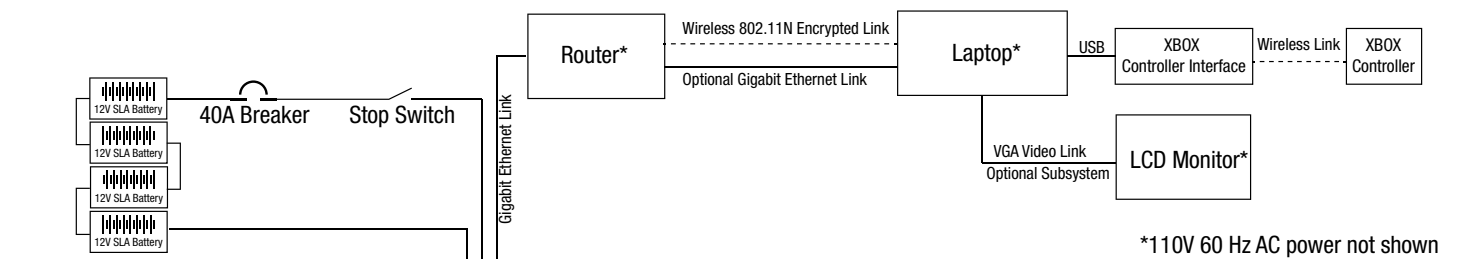 Wireless 802.11N Encrypted Link
Router*
Laptop*
USB
XBOX
Controller Interface
Wireless Link
XBOX
Controller
Optional Gigabit Ethernet Link
12V SLA Battery
40A Breaker
Stop Switch
12V SLA Battery
12V SLA Battery
12V SLA Battery
Gigabit Ethernet Link
VGA Video Link
Optional Subsystem
LCD Monitor*
*110V 60 Hz AC power not shown